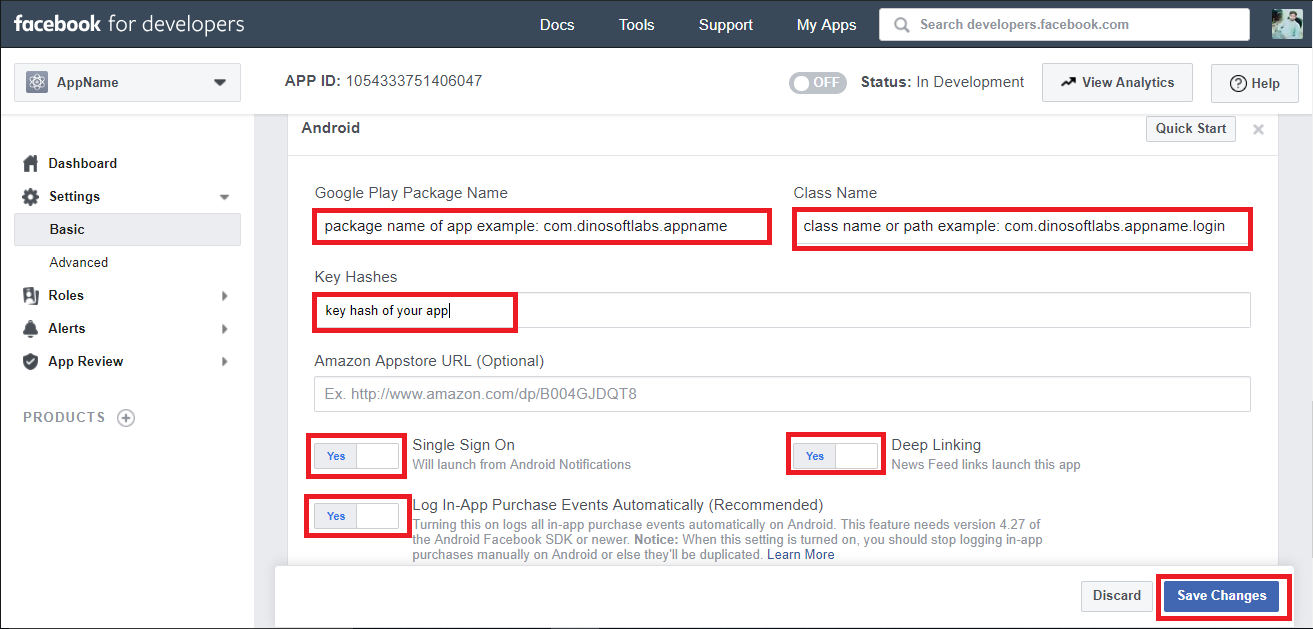 facebook for developers Docs Tools Support My Apps Search developers.facebook.com
AppName APP ID: 1054333751406047 OFF Status: In Development View Analytics Help
Android Quick Start
Dashboard
Settings
Basic
Advanced
Roles
Alerts
App Review
PRODUCTS
Google Play Package Name Class Name
package name of app example: com.dinosoftlabs.appname class name or path example: com.dinosoftlabs.appname.login
Key Hashes
key hash of your app
Amazon Appstore URL (Optional)
Ex. http://www.amazon.com/dp/B004GJDQT8
Yes Single Sign On
Will launch from Android Notifications
Yes Deep Linking
News Feed links launch this app
Yes Log In-App Purchase Events Automatically (Recommended)
Turning this on logs all in-app purchase events automatically on Android. This feature needs version 4.27 of
the Android Facebook SDK or newer. Notice: When this setting is turned on, you should stop logging in-app
purchases manually on Android or else they'll be duplicated. Learn More
Discard Save Changes